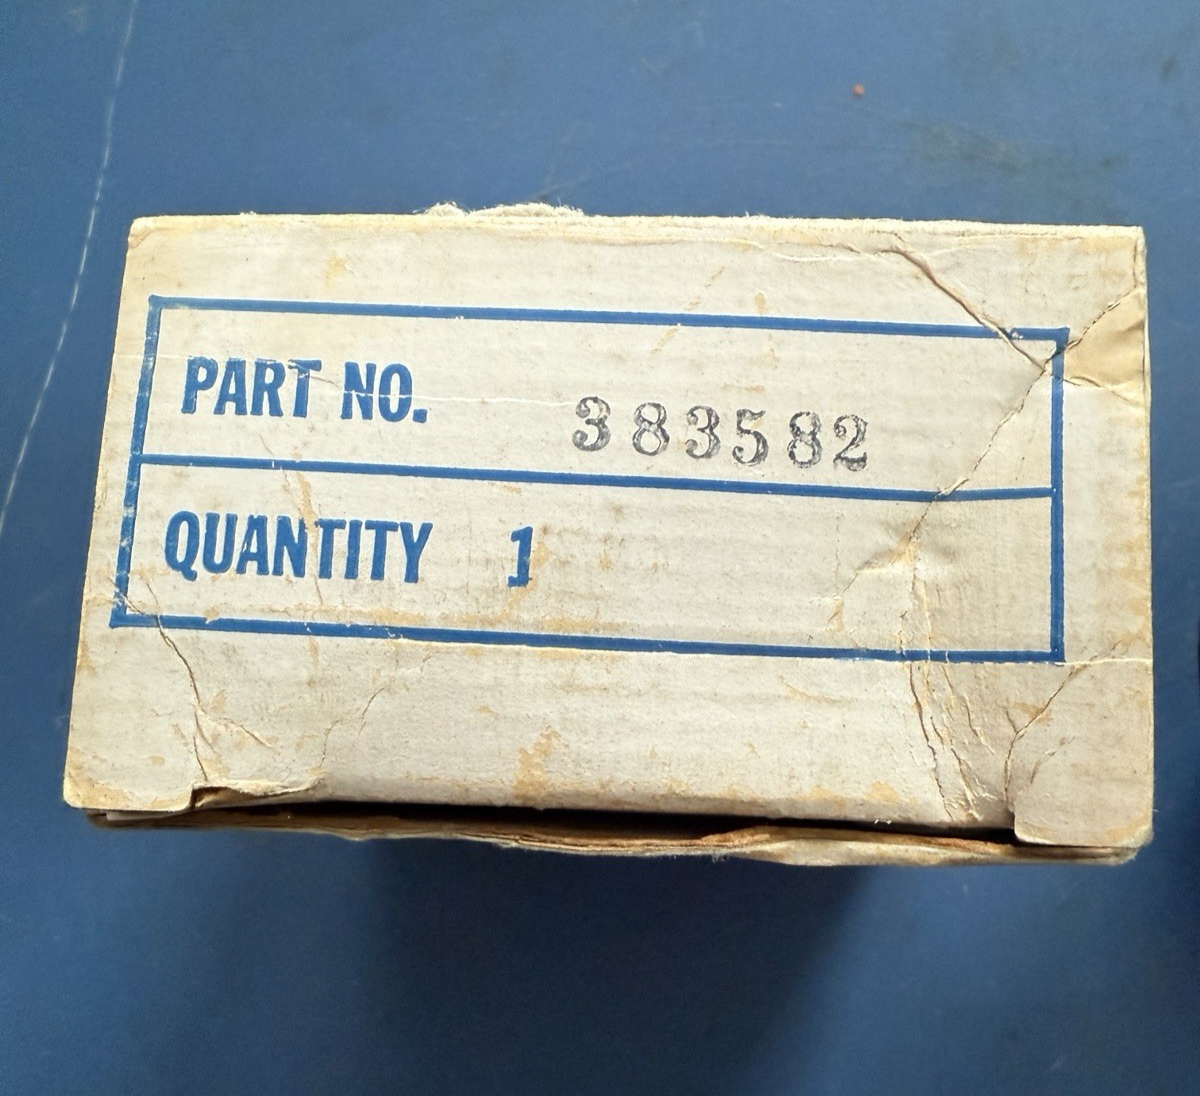 PART NO. 383582
QUANTITY 1